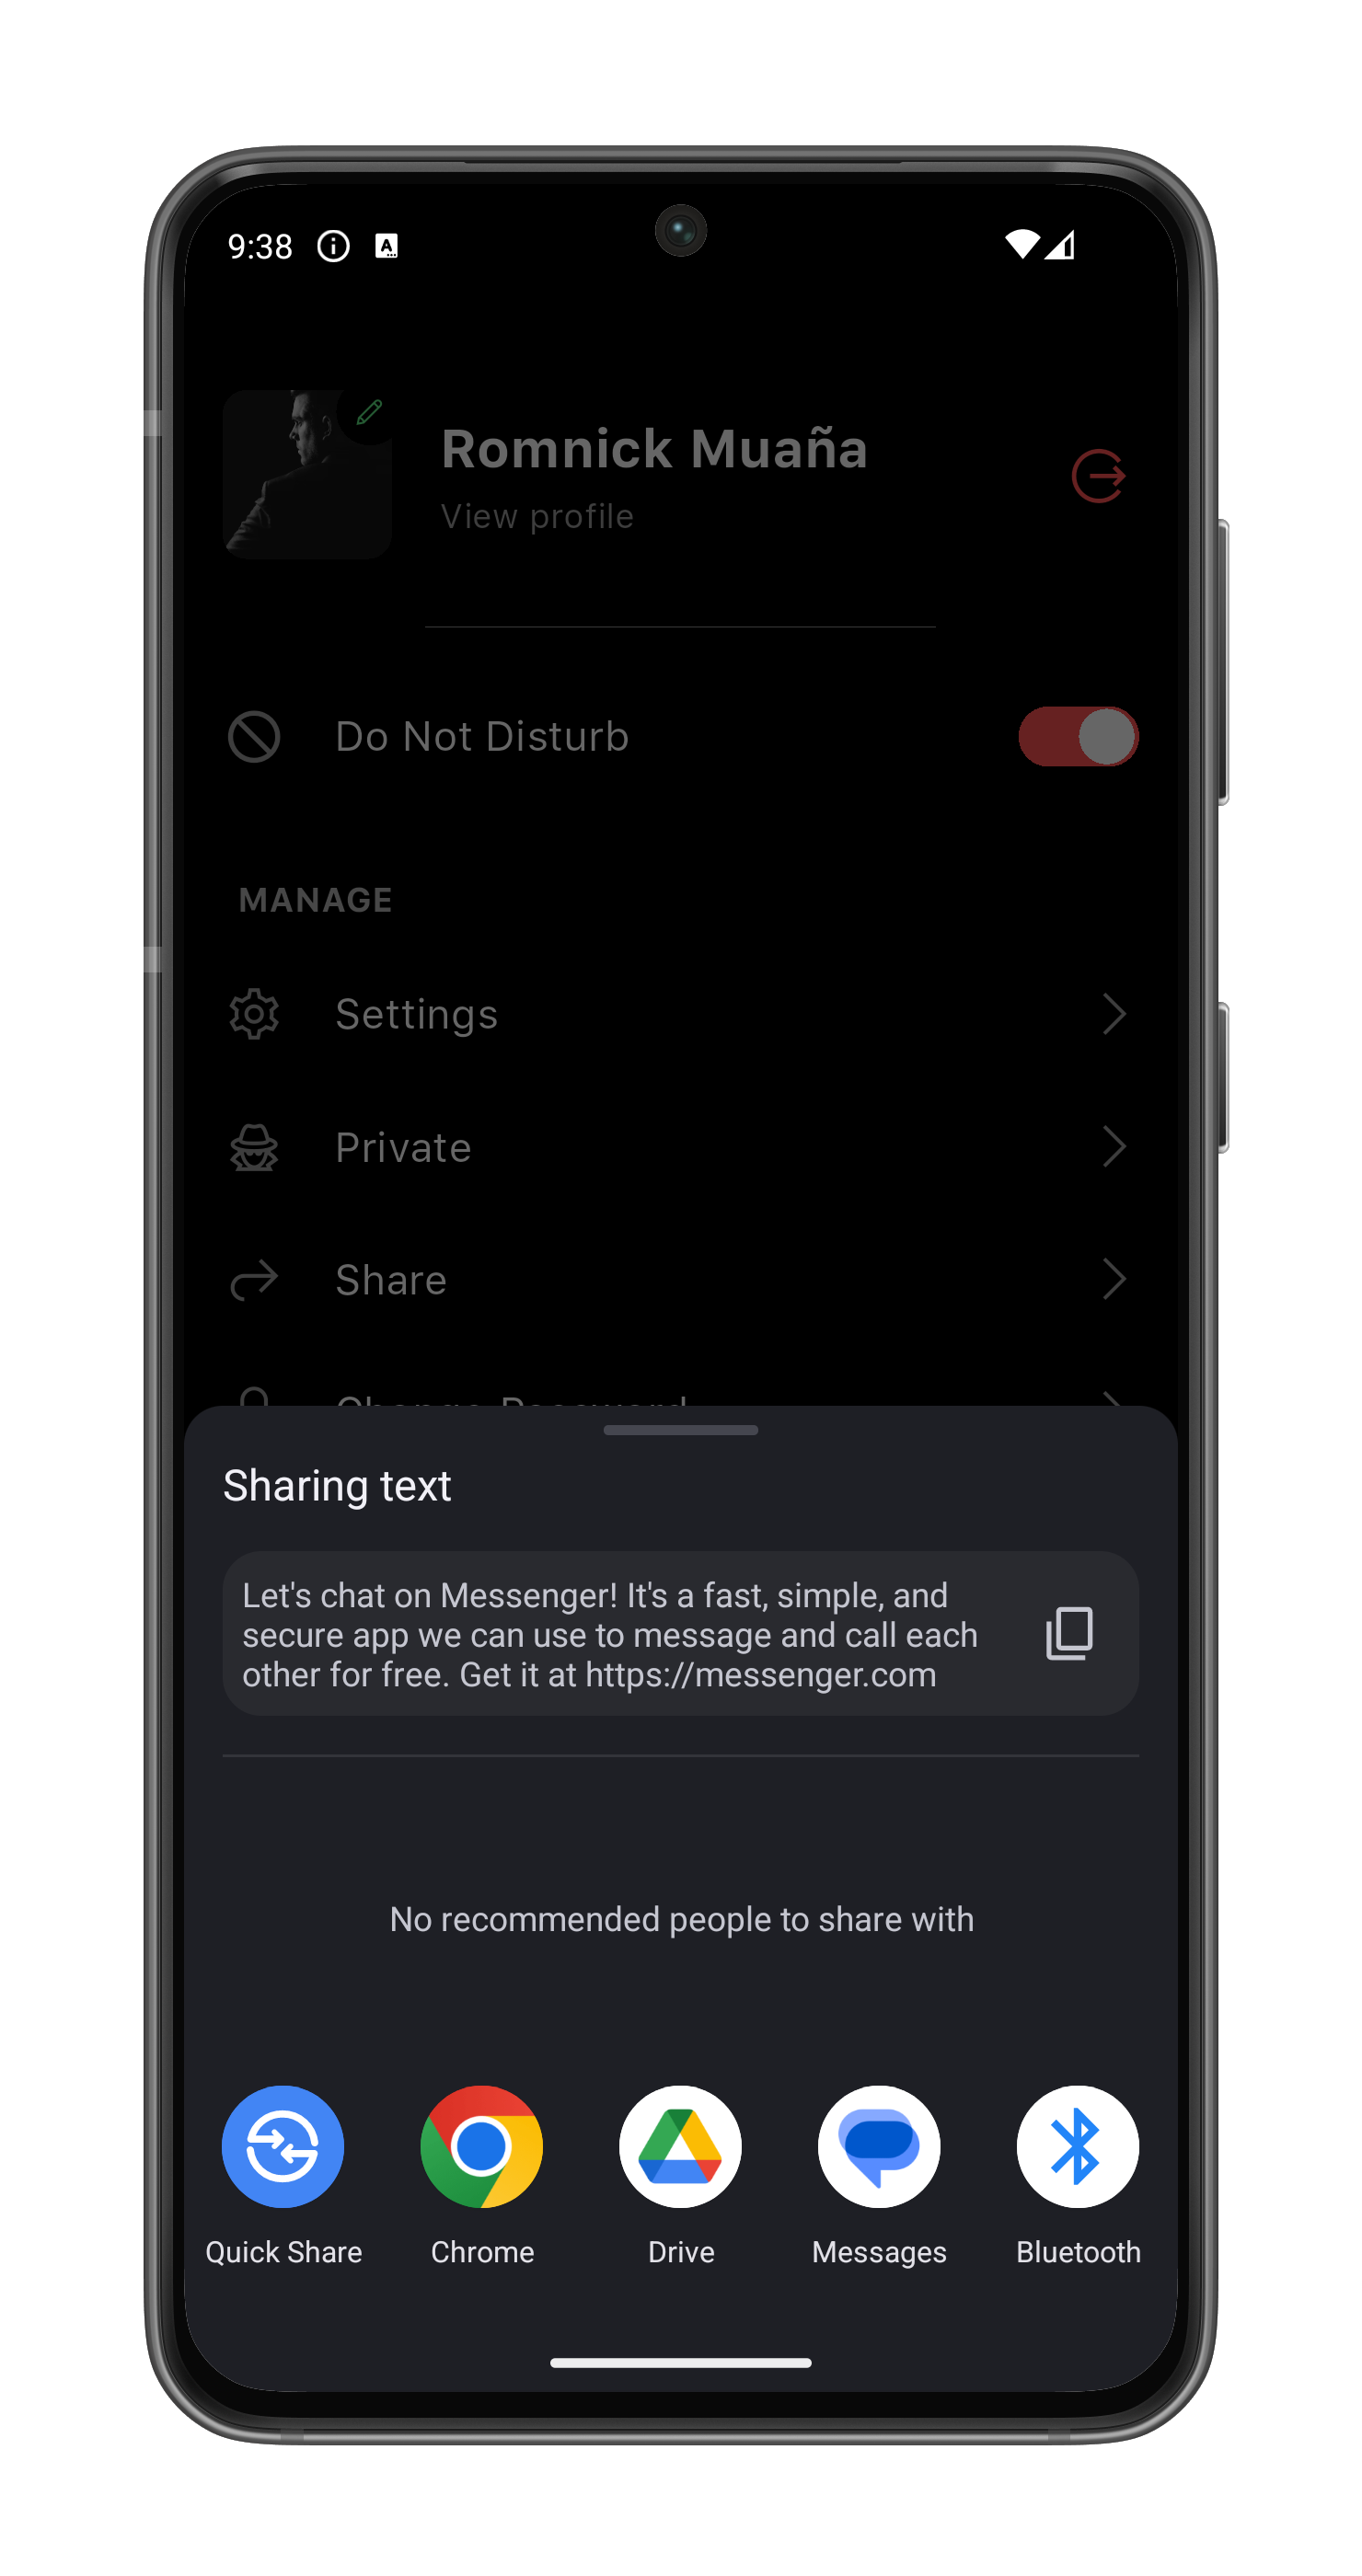 9:38
A
Romnick Muaña
View profile
Do Not Disturb
MANAGE
Settings
Private
Share
Change Password
Sharing text
Let's chat on Messenger! It's a fast, simple, and
secure app we can use to message and call each
other for free. Get it at https://messenger.com
No recommended people to share with
Quick Share
Chrome
Drive
Messages
Bluetooth